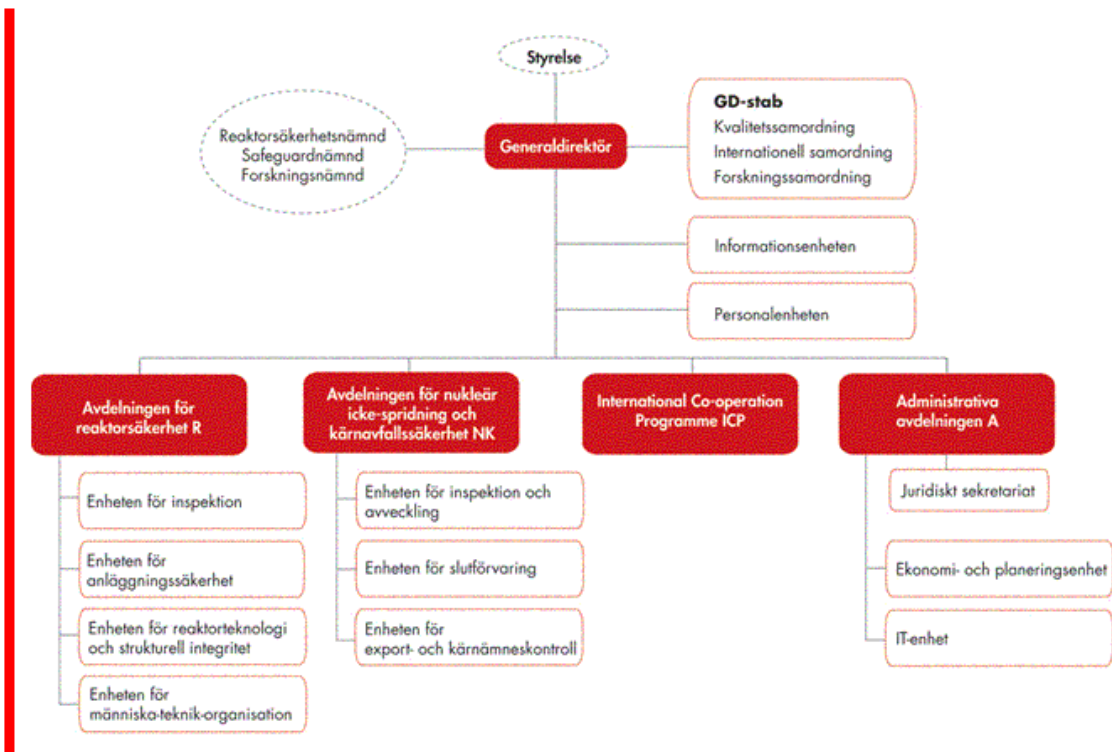 Styrelse
Reaktorsäkerhetsnämnd
Safeguardnämnd
Forskningsnämnd
Generaldirektör
GD-stab
Kvalitetssamordning
Internationell samordning
Forskningssamordning
Informationsenheten
Personalenheten
Avdelningen för
reaktorsäkerhet R
Avdelningen för nukleär
icke-spridning och
kärnavfallssäkerhet NK
International Co-operation
Programme ICP
Administrativa
avdelningen A
Enheten för inspektion
Enheten för
anläggningssäkerhet
Enheten för reaktorteknologi
och strukturell integritet
Enheten för
människa-teknik-organisation
Enheten för inspektion och
avveckling
Enheten för slutförvaring
Enheten för
export- och kärnämneskontroll
Juridiskt sekretariat
Ekonomi- och planeringsenhet
IT-enhet